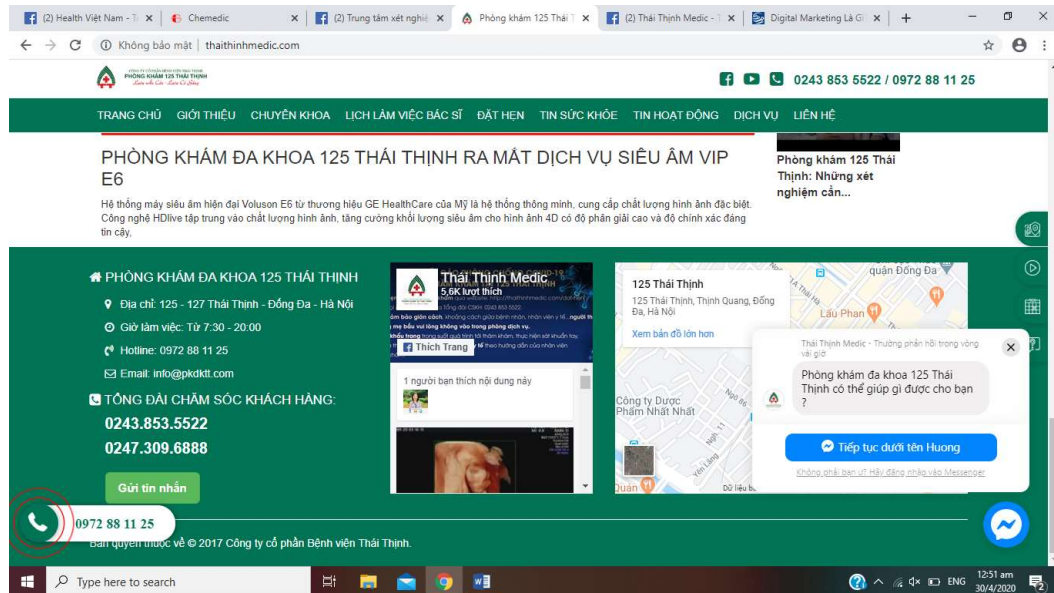 (2) Health Việt Nam - T
Chemedic
(2) Trung tâm xét nghiệ
Phòng khám 125 Thái T
(2) Thái Thịnh Medic - T
Digital Marketing Là G
Không bảo mật | thaithinhmedic.com
PHÒNG KHÁM 125 THÁI THỊNH
0243 853 5522 / 0972 88 11 25
TRANG CHỦ GIỚI THIỆU CHUYÊN KHOA LỊCH LÀM VIỆC BÁC SĨ ĐẶT HẸN TIN SỨC KHỎE TIN HOẠT ĐỘNG DỊCH VỤ LIÊN HỆ
PHÒNG KHÁM ĐA KHOA 125 THÁI THỊNH RA MẮT DỊCH VỤ SIÊU ÂM VIP
E6
Hệ thống máy siêu âm hiện đại Voluson E6 từ thương hiệu GE HealthCare của Mỹ là hệ thống thông minh, cung cấp chất lượng hình ảnh đặc biệt.
Công nghệ HDlive tập trung vào chất lượng hình ảnh, tăng cường khối lượng siêu âm cho hình ảnh 4D có độ phân giải cao và độ chính xác đáng
tin cậy,
Phòng khám 125 Thái
Thịnh: Những xét
nghiệm cần...
PHÒNG KHÁM ĐA KHOA 125 THÁI THỊNH
Địa chỉ: 125 - 127 Thái Thịnh - Đống Đa - Hà Nội
Giờ làm việc: Từ 7:30 - 20:00
Hotline: 0972 88 11 25
Email: info@pkdktt.com
TỔNG ĐÀI CHĂM SÓC KHÁCH HÀNG:
0243.853.5522
0247.309.6888
Gửi tin nhắn
0972 88 11 25
Bản quyền thuộc về © 2017 Công ty cổ phần Bệnh viện Thái Thịnh.
Thái Thịnh Medic
5,6K lượt thích
Thích Trang
1 người bạn thích nội dung này
125 Thái Thịnh
125 Thái Thịnh, Thịnh Quang, Đống
Đa, Hà Nội
Xem bản đồ lớn hơn
quận Đống Đa
Thái Thịnh
Lẩu Phan
Công ty Dược
Phẩm Nhất Nhất
Ngõ 86
Ngh. 11
Yên Lãng
Quán
Dữ liệu b
Thái Thịnh Medic - Thường phản hồi trong vòng
vài giờ
Phòng khám đa khoa 125 Thái
Thịnh có thể giúp gì được cho bạn
?
Tiếp tục dưới tên Huong
Không phải bạn ư? Hãy đăng nhập vào Messenger
Type here to search
ENG
12:51 am
30/4/2020